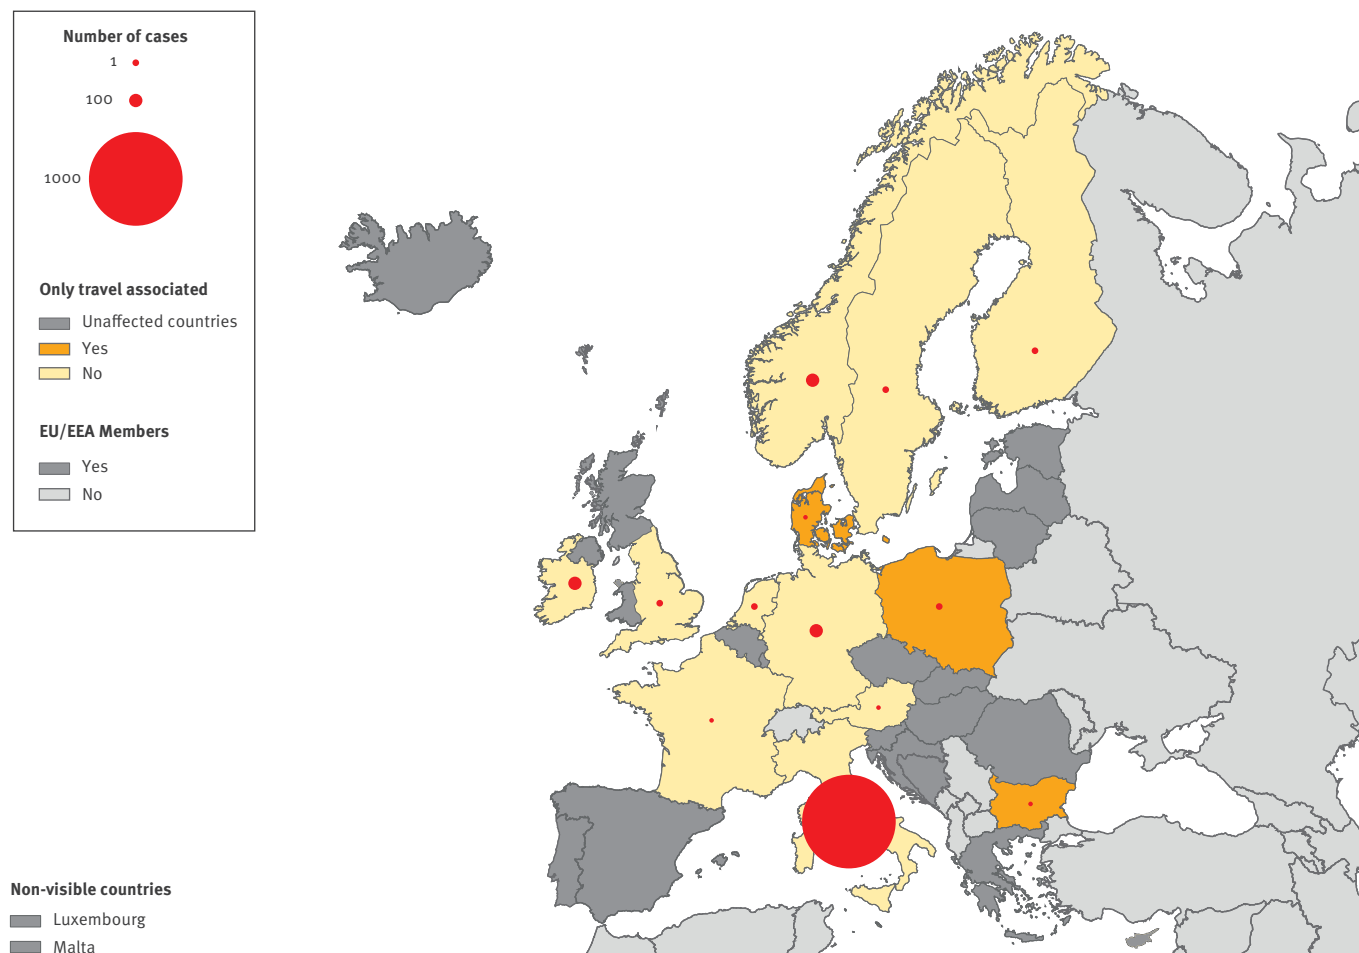 Number of cases
1
100
1000
Only travel associated
Unaffected countries
Yes
No
EU/EEA Members
Yes
No
Non-visible countries
Luxembourg
Malta